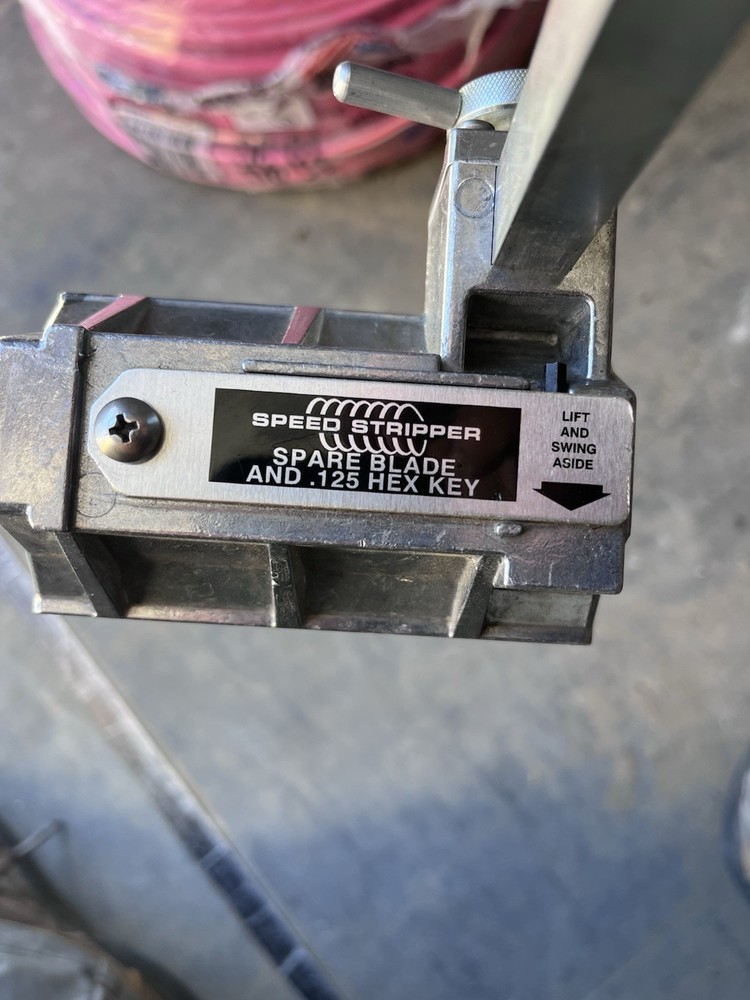 SPEED STRIPPER
SPARE BLADE
AND .125 HEX KEY
LIFT
AND
SWING
ASIDE